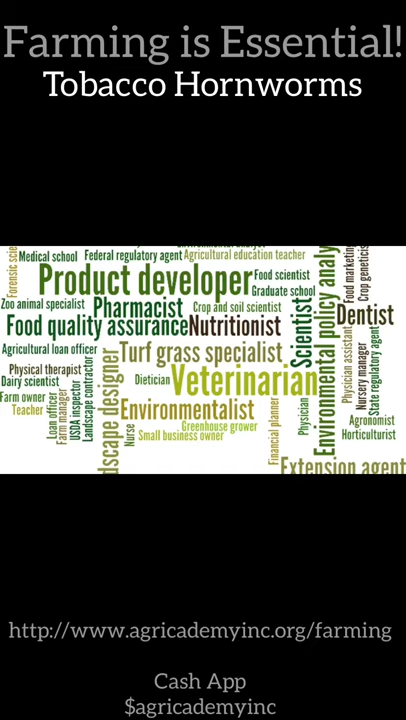 Farming is Essential!
Tobacco Hornworms
Medical school
Federal regulatory agent
Agricultural education teacher
Product developer
Food scientist
Graduate school
Zoo animal specialist
Pharmacist
Crop and soil scientist
Food quality assurance
Nutritionist
Scientist
Environmental policy analy
Food marketing
Crop genetics
Dentist
Agricultural loan officer
Turf grass specialist
Physician assistant
Nursery manager
State regulatory agent
Physical therapist
Dairy scientist
Dietician
Veterinarian
Farm owner
Teacher
Loan officer
Farm manager
USDA inspector
Landscape contractor
dscape designer
Environmentalist
Nurse
Greenhouse grower
Small business owner
Financial planner
Physician
Agronomist
Horticulturist
Extension agent
http://www.agricademyinc.org/farming
Cash App
$agricademyinc